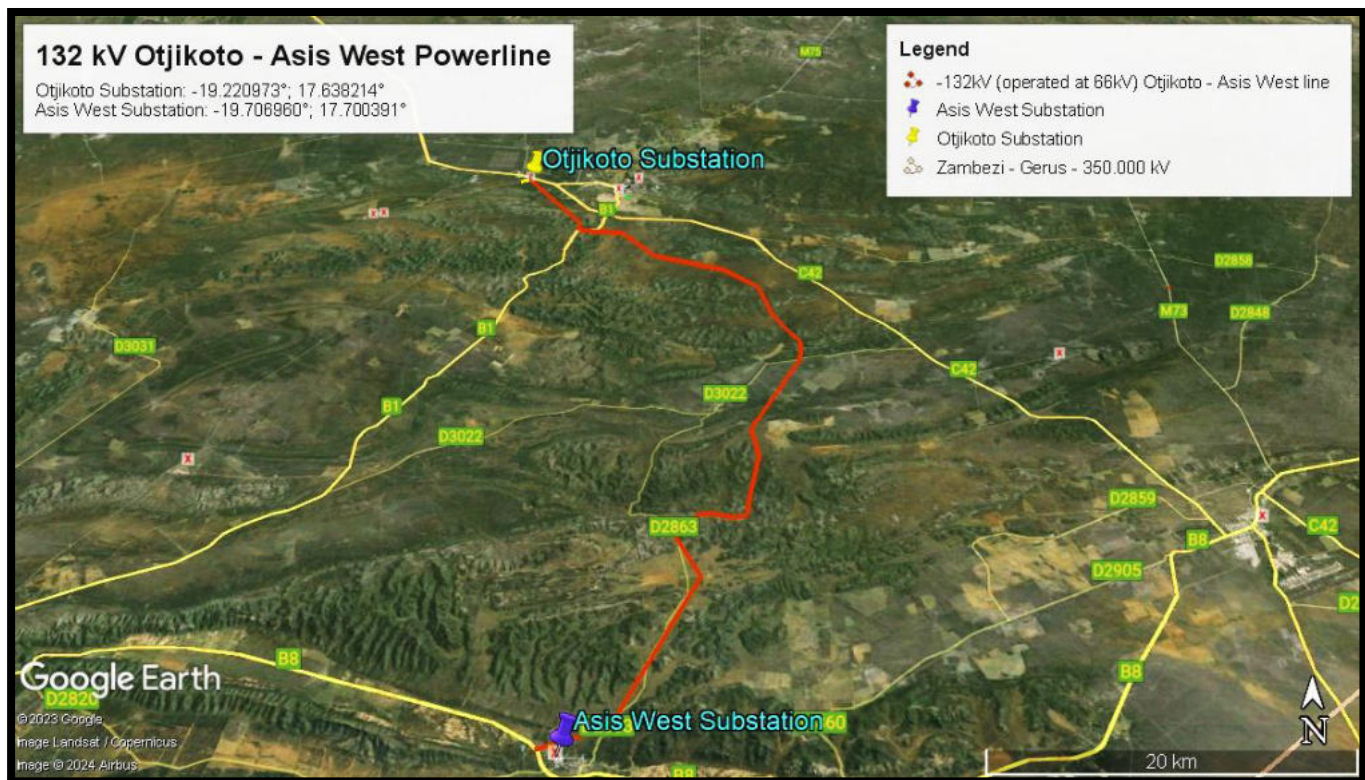 132 kV Otjikoto - Asis West Powerline
Otjikoto Substation: -19.220973°; 17.638214°
Asis West Substation: -19.706960°; 17.700391°
Legend
-132kV (operated at 66kV) Otjikoto - Asis West line
Asis West Substation
Otjikoto Substation
Zambezi - Gerus - 350.000 kV
M75
Otjikoto Substation
B1
C42
D2858
M73
D2848
B1
D3031
C42
D3022
B1
D3022
D2859
D2863
C42
B8
D2905
B8
B8
Google Earth
D2820
©2023 Google
Image Landsat / Copernicus
Image © 2024 Airbus
Asis West Substation
B8
N
20 km